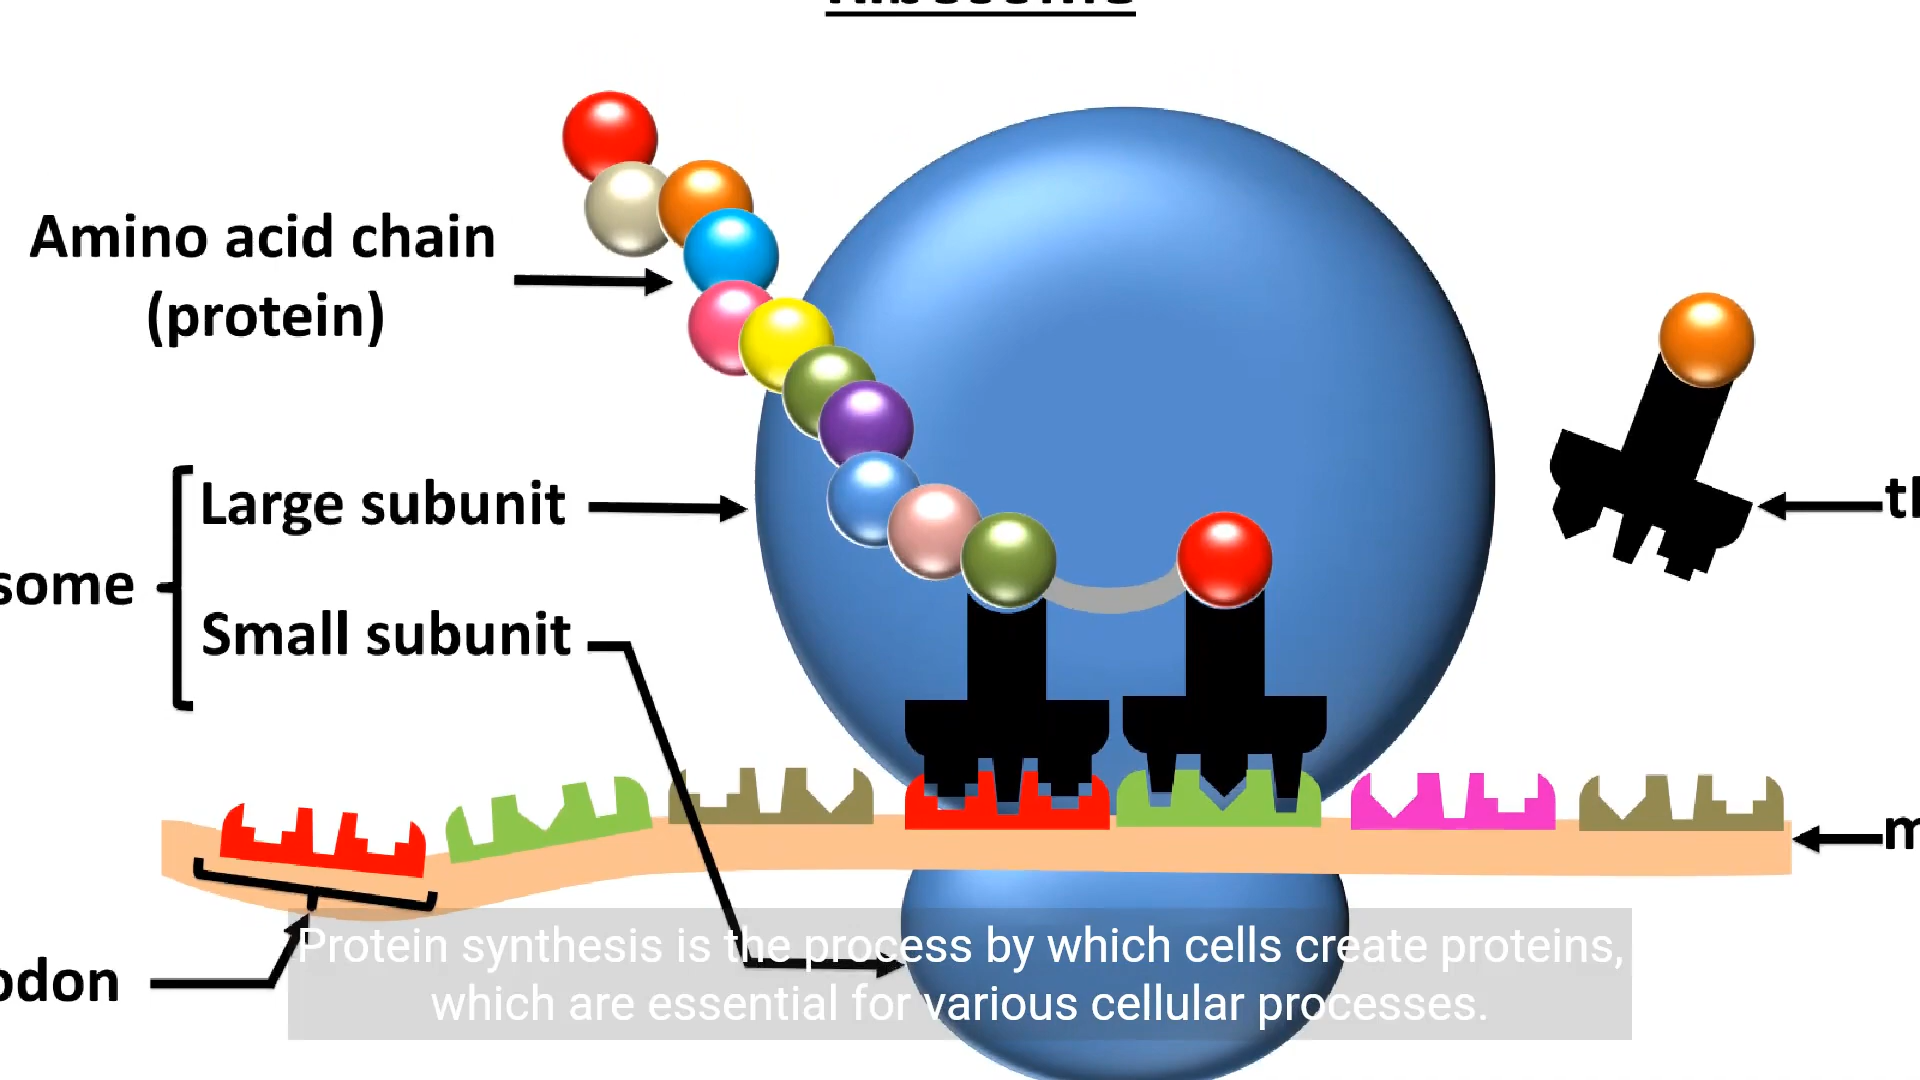 Amino acid chain
(protein)
Large subunit
some
Small subunit
odon
Protein synthesis is the process by which cells create proteins,
which are essential for various cellular processes.